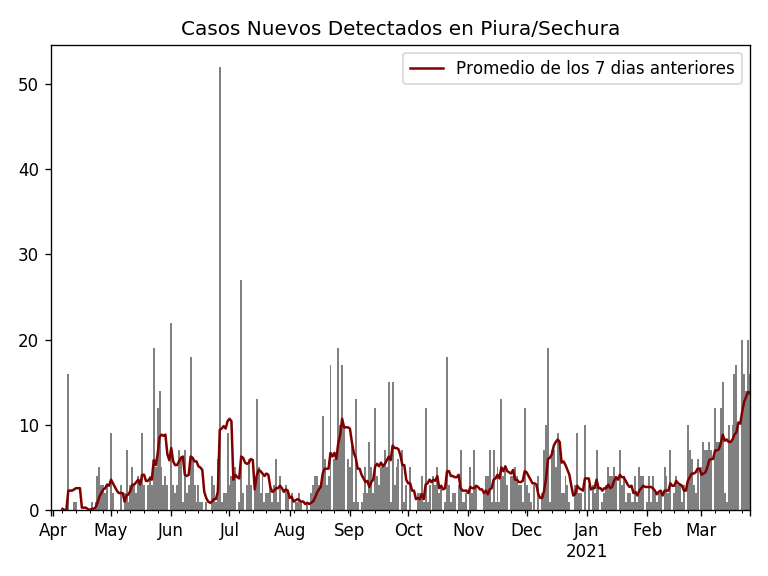 Casos Nuevos Detectados en Piura/Sechura
Promedio de los 7 dias anteriores
50
40
30
20
10
0
Apr May Jun Jul Aug Sep Oct Nov Dec Jan Feb Mar
2021